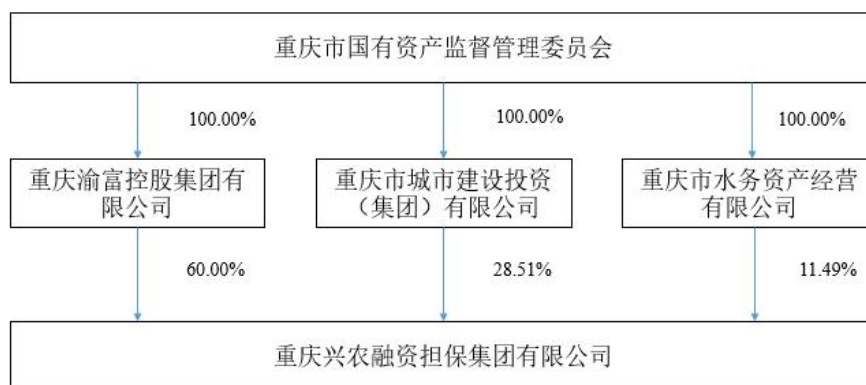 重庆市国有资产监督管理委员会
100.00%
100.00%
100.00%
重庆渝富控股集团有
限公司
重庆市城市建设投资
（集团）有限公司
重庆市水务资产经营
有限公司
60.00%
28.51%
11.49%
重庆兴农融资担保集团有限公司